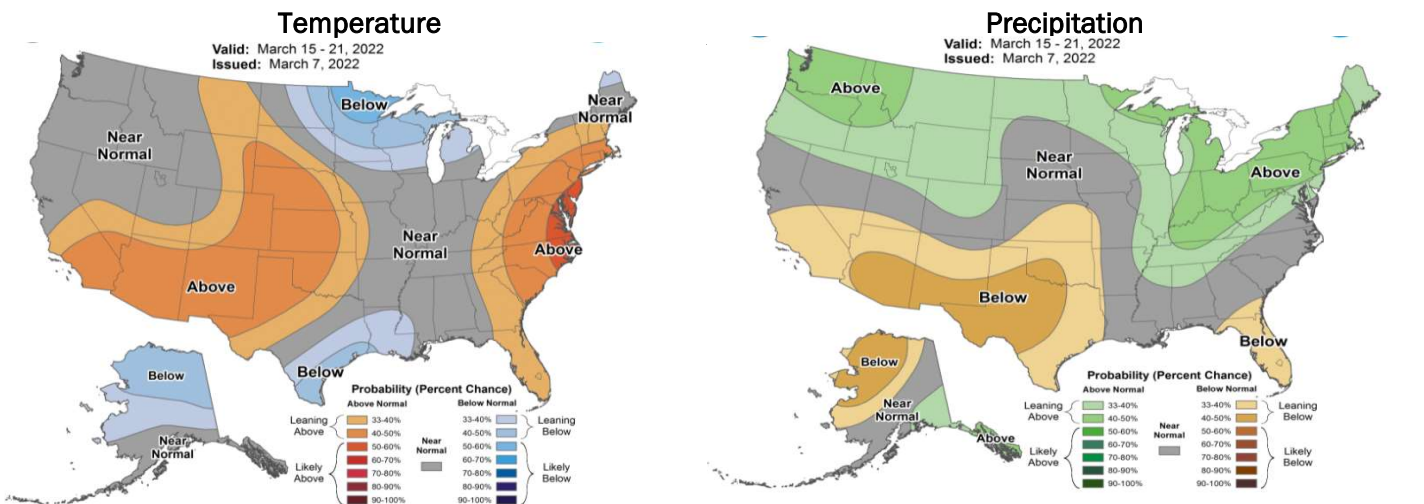 Temperature
Valid: March 15 - 21, 2022
Issued: March 7, 2022
Below
Near
Normal
Near
Normal
Near
Normal
Above
Above
Below
Below
Near
Normal
Probability (Percent Chance)
Above Normal
Below Normal
Leaning
Above
33-40%
40-50%
Likely
Above
50-60%
60-70%
70-80%
80-90%
90-100%
Near
Normal
33-40%
40-50%
Leaning
Below
50-60%
60-70%
70-80%
80-90%
90-100%
Likely
Below
Precipitation
Valid: March 15 - 21, 2022
Issued: March 7, 2022
Above
Near
Normal
Above
Below
Below
Below
Near
Normal
Above
Probability (Percent Chance)
Above Normal
Below Normal
Leaning
Above
33-40%
40-50%
Likely
Above
50-60%
60-70%
70-80%
80-90%
90-100%
Near
Normal
33-40%
40-50%
Leaning
Below
50-60%
60-70%
70-80%
80-90%
90-100%
Likely
Below